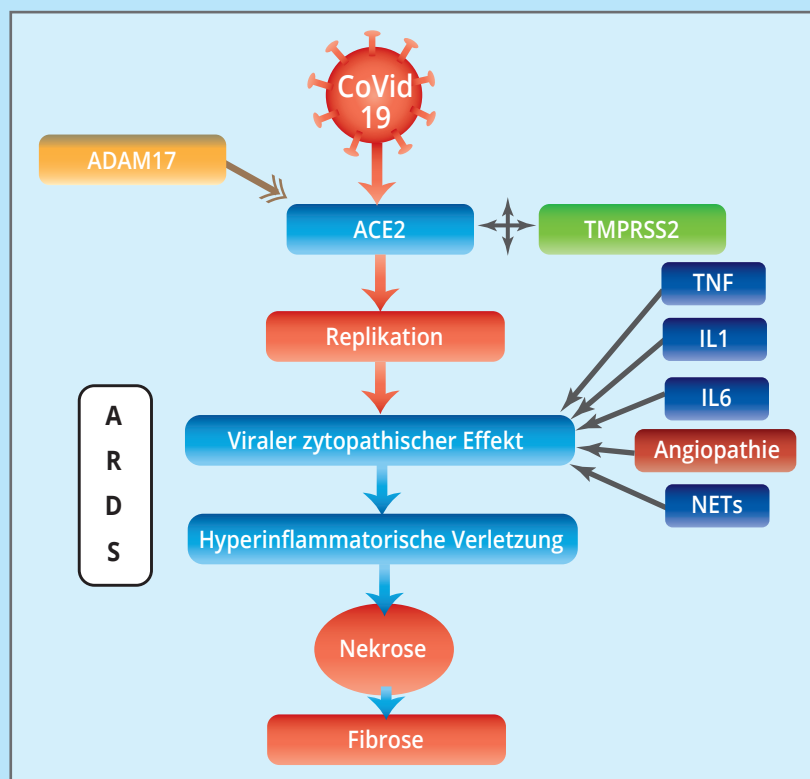 CoVid
19
ADAM17
ACE2
TMPRSS2
TNF
Replikation
IL1
IL6
A
R
D
S
Viraler zytopathischer Effekt
Angiopathie
NETs
Hyperinflammatorische Verletzung
Nekrose
Fibrose